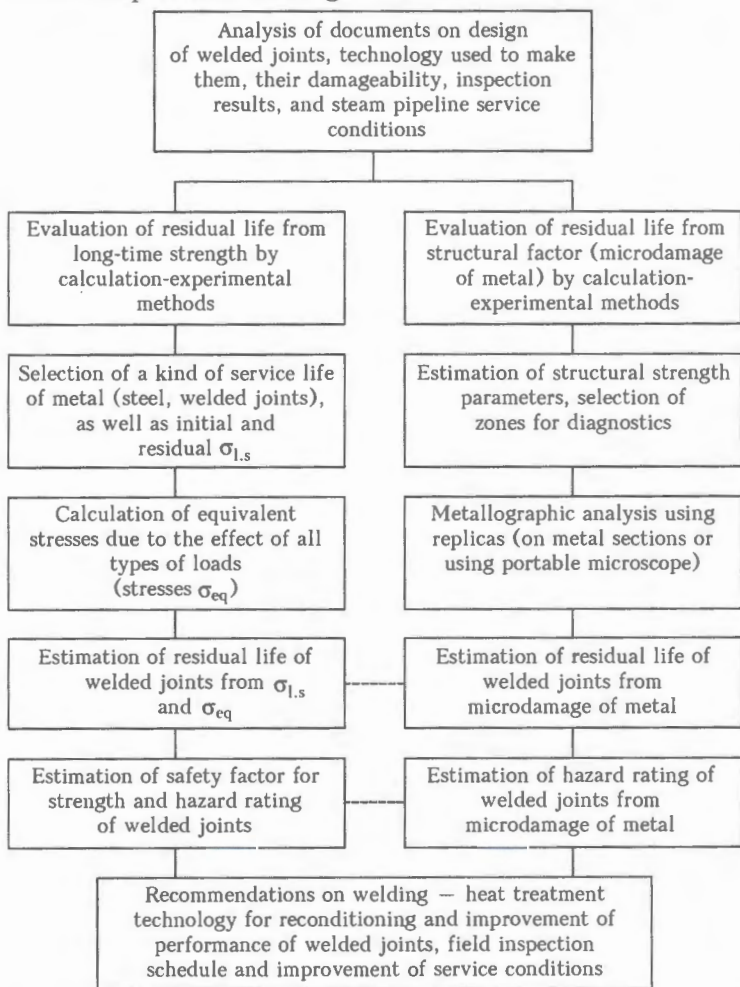 Analysis of documents on design
of welded joints, technology used to make
them, their damageability, inspection
results, and steam pipeline service
conditions
Evaluation of residual life from
long-time strength by
calculation-experimental
methods
Evaluation of residual life from
structural factor (microdamage
of metal) by calculation-
experimental methods
Selection of a kind of service life
of metal (steel, welded joints),
as well as initial and
residual σl.s
Estimation of structural strength
parameters, selection of
zones for diagnostics
Calculation of equivalent
stresses due to the effect of all
types of loads
(stresses σeq)
Metallographic analysis using
replicas (on metal sections or
using portable microscope)
Estimation of residual life of
welded joints from σl.s
and σeq
Estimation of residual life of
welded joints from
microdamage of metal
Estimation of safety factor for
strength and hazard rating
of welded joints
Estimation of hazard rating of
welded joints from
microdamage of metal
Recommendations on welding — heat treatment
technology for reconditioning and improvement of
performance of welded joints, field inspection
schedule and improvement of service conditions